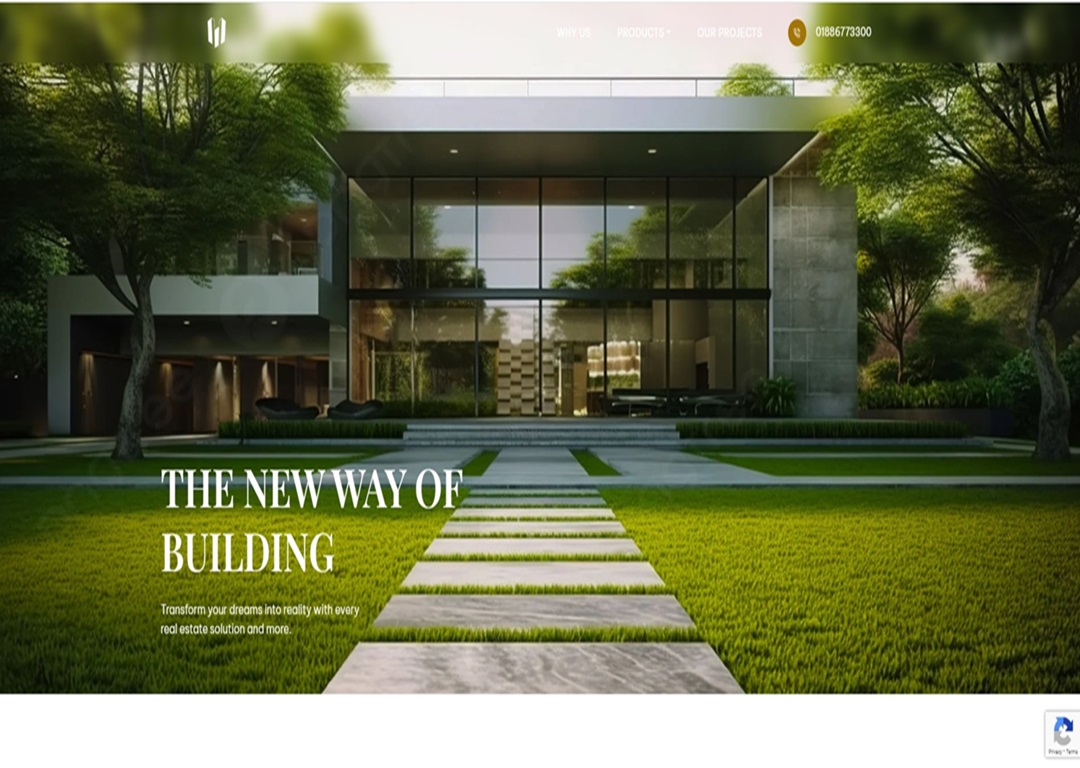 WHY US
PRODUCTS
OUR PROJECTS
01886773300
THE NEW WAY OF
BUILDING
Transform your dreams into reality with every
real estate solution and more.
Privacy - Terms